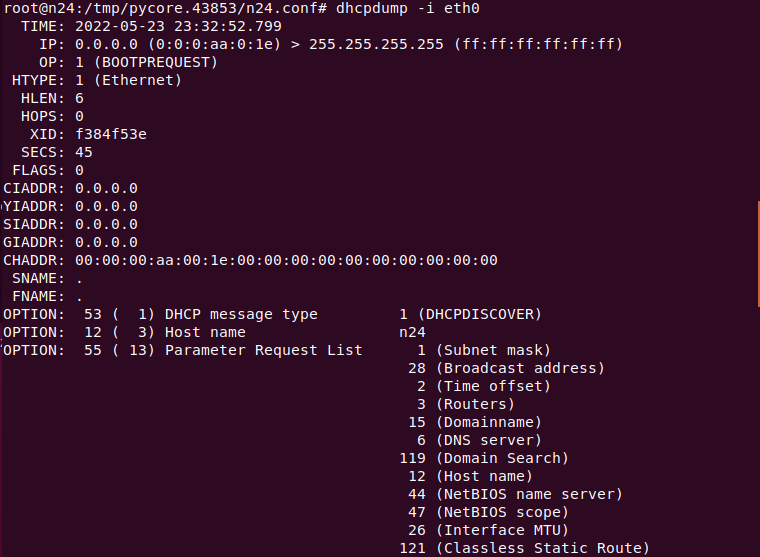 root@n24:/tmp/pycore.43853/n24.conf# dhcpdump -i eth0
TIME: 2022-05-23 23:32:52.799
IP: 0.0.0.0 (0:0:0:aa:0:1e) > 255.255.255.255 (ff:ff:ff:ff:ff:ff)
OP: 1 (BOOTPREQUEST)
HTYPE: 1 (Ethernet)
HLEN: 6
HOPS: 0
XID: f384f53e
SECS: 45
FLAGS: 0
CIADDR: 0.0.0.0
YIADDR: 0.0.0.0
SIADDR: 0.0.0.0
GIADDR: 0.0.0.0
CHADDR: 00:00:00:aa:00:1e:00:00:00:00:00:00:00:00:00:00
SNAME: .
FNAME: .
OPTION:  53 (  1) DHCP message type         1 (DHCPDISCOVER)
OPTION:  12 (  3) Host name                 n24
OPTION:  55 ( 13) Parameter Request List      1 (Subnet mask)
28 (Broadcast address)
2 (Time offset)
3 (Routers)
15 (Domainname)
6 (DNS server)
119 (Domain Search)
12 (Host name)
44 (NetBIOS name server)
47 (NetBIOS scope)
26 (Interface MTU)
121 (Classless Static Route)